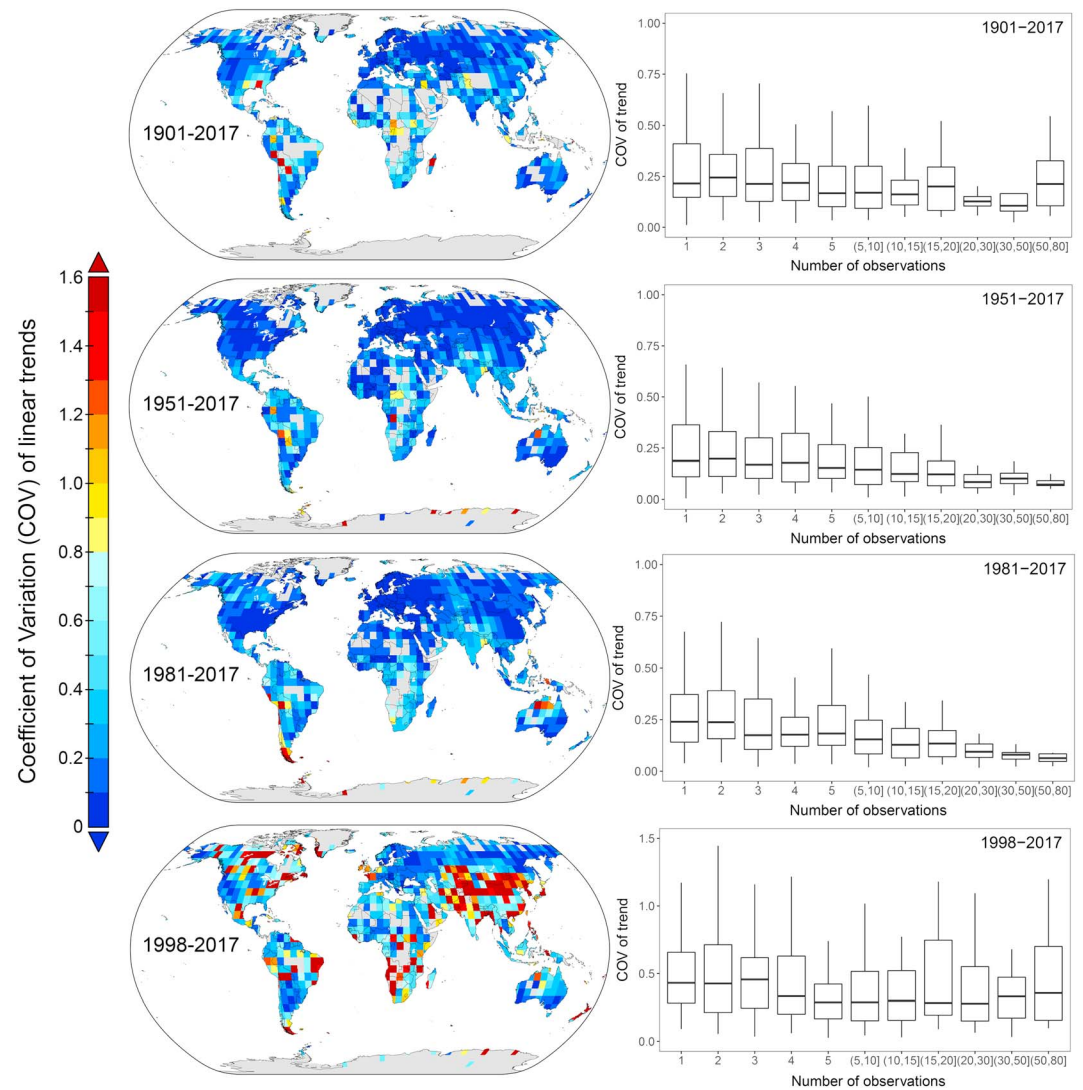 Coefficient of Variation (COV) of linear trends
1.6
1.4
1.2
1.0
0.8
0.6
0.4
0.2
0
1901-2017
1901−2017
COV of trend
1.00
0.75
0.50
0.25
0.00
1 2 3 4 5 (5,10] (10,15] (15,20] (20,30] (30,50] (50,80]
Number of observations
1951-2017
1951−2017
COV of trend
1.00
0.75
0.50
0.25
0.00
1 2 3 4 5 (5,10] (10,15] (15,20] (20,30] (30,50] (50,80]
Number of observations
1981-2017
1981−2017
COV of trend
1.00
0.75
0.50
0.25
0.00
1 2 3 4 5 (5,10] (10,15] (15,20] (20,30] (30,50] (50,80]
Number of observations
1998-2017
1998−2017
COV of trend
1.5
1.0
0.5
0.0
1 2 3 4 5 (5,10] (10,15] (15,20] (20,30] (30,50] (50,80]
Number of observations